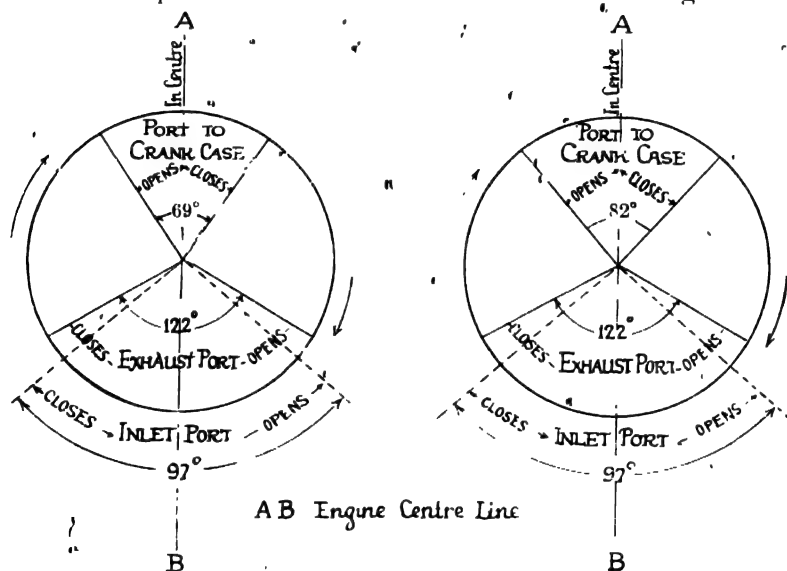 A
In Centre
PORT TO
CRANK CASE
OPENS CLOSES
69°
122°
CLOSES EXHAUST PORT OPENS
CLOSES INLET PORT OPENS
97°
B
A
In Centre
PORT TO
CRANK CASE
OPENS CLOSES
82°
122°
CLOSES EXHAUST PORT OPENS
CLOSES INLET PORT OPENS
97°
B
A B Engine Centre Line